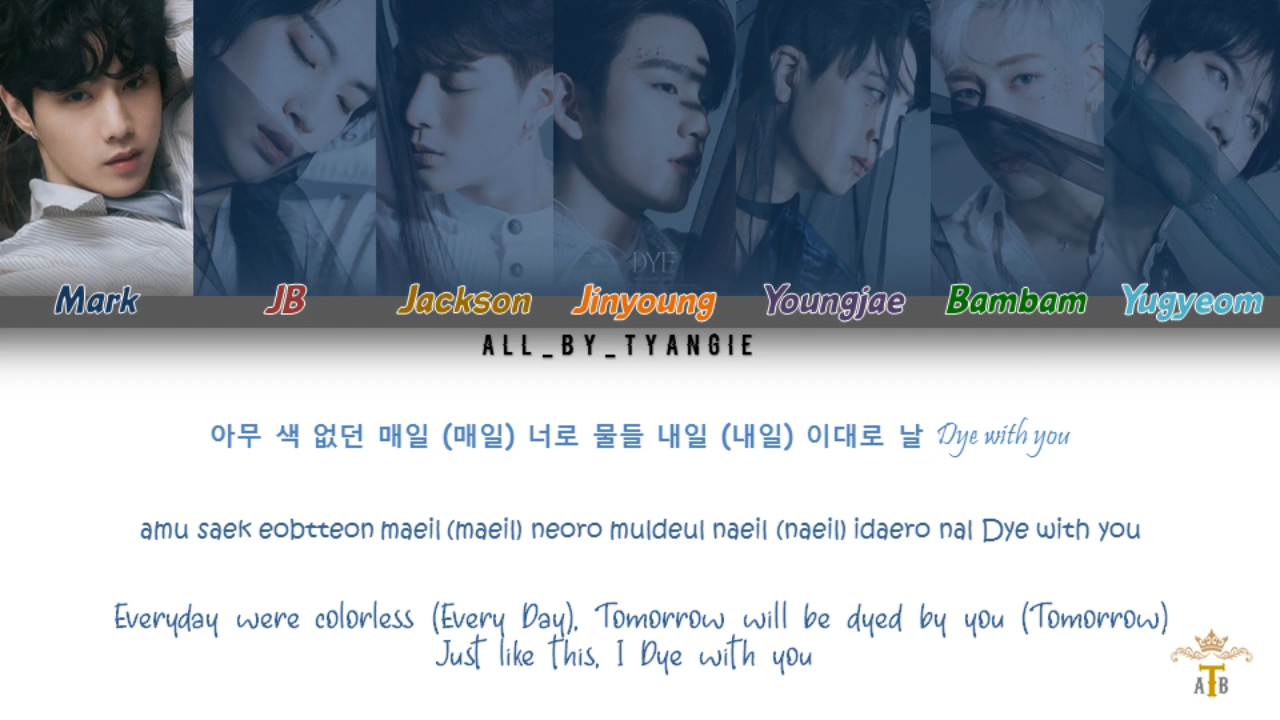 DYE
Mark JB Jackson Jinyoung Youngjae Bambam Yugyeom
ALL_BY_TYANGIE
아무 색 없던 매일 (매일) 너로 물들 내일 (내일) 이대로 날 Dye with you
amu saek eobtteon maeil (maeil) neoro muldeul naeil (naeil) idaero nal Dye with you
Everyday were colorless (Every Day), Tomorrow will be dyed by you (Tomorrow)
Just like this, I Dye with you
ATB